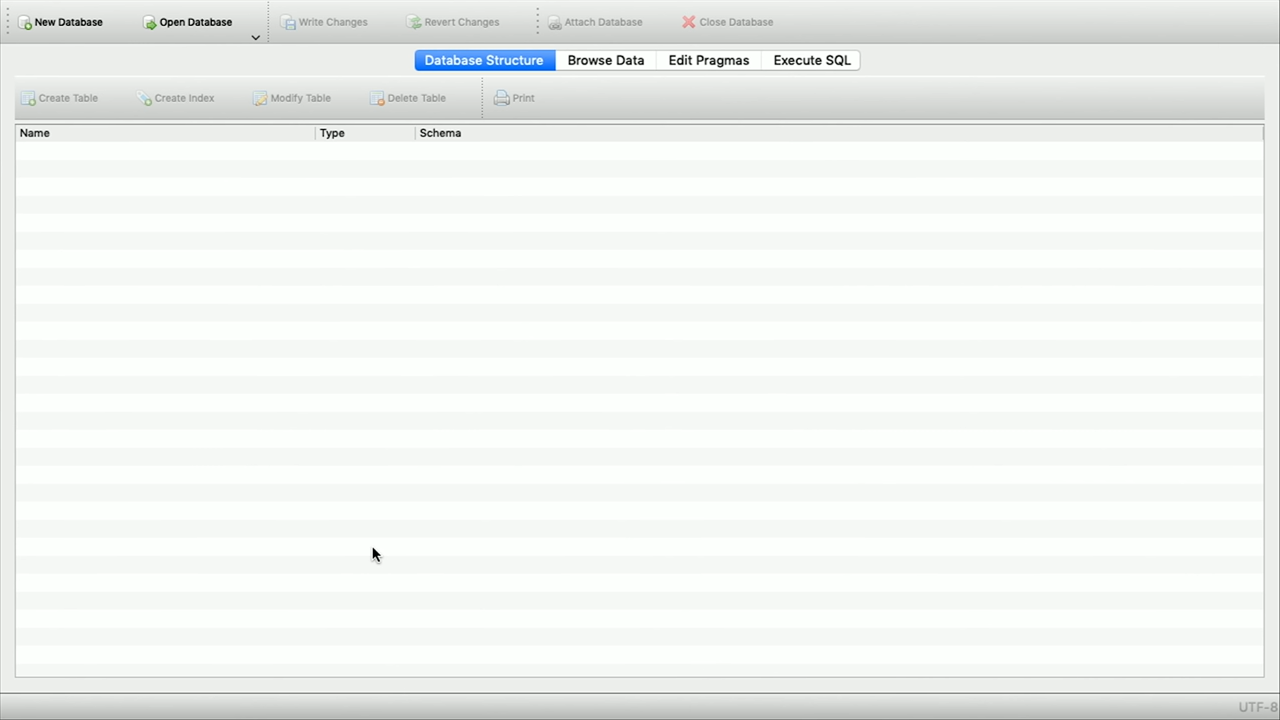 New Database Open Database Write Changes Revert Changes Attach Database Close Database
Database Structure Browse Data Edit Pragmas Execute SQL
Create Table Create Index Modify Table Delete Table Print
Name Type Schema
UTF-8